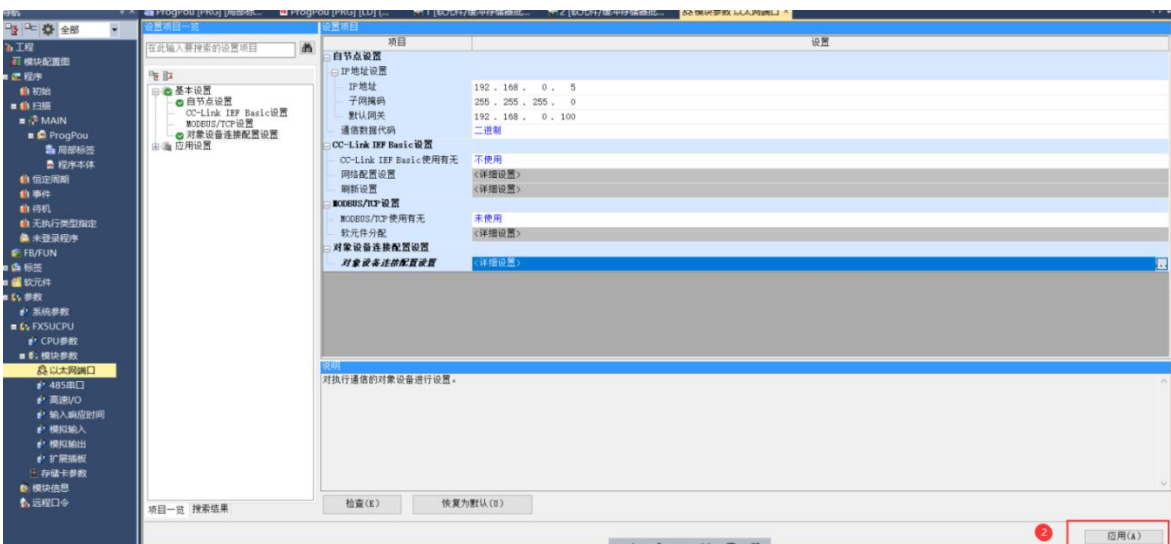 导航
全部
工程
模块配置图
程序
初始
扫描
MAIN
ProgPou
局部标签
程序本体
恒定周期
事件
待机
无执行类型指定
未登录程序
FB/FUN
标签
软元件
参数
系统参数
FX5UCPU
CPU参数
模块参数
以太网端口
485串口
高速I/O
输入响应时间
模拟输入
模拟输出
扩展插板
存储卡参数
模块信息
远程口令
ProgPou [PRG] [局部标...
ProgPou [PRG] [LD] (...
1 [软元件/缓冲存储器批...
2 [软元件/缓冲存储器批...
模块参数 以太网端口
设置项目一览
在此输入要搜索的设置项目
基本设置
自节点设置
CC-Link IEF Basic设置
MODBUS/TCP设置
对象设备连接配置设置
应用设置
项目一览 搜索结果
设置项目
项目 设置
自节点设置
IP地址设置
IP地址 192 . 168 . 0 . 5
子网掩码 255 . 255 . 255 . 0
默认网关 192 . 168 . 0 . 100
通信数据代码 二进制
CC-Link IEF Basic设置
CC-Link IEF Basic使用有无 不使用
网络配置设置 <详细设置>
刷新设置 <详细设置>
MODBUS/TCP设置
MODBUS/TCP使用有无 未使用
软元件分配 <详细设置>
对象设备连接配置设置
对象设备连接配置设置 <详细设置>
说明
对执行通信的对象设备进行设置。
检查(K) 恢复为默认(U)
2
应用(A)